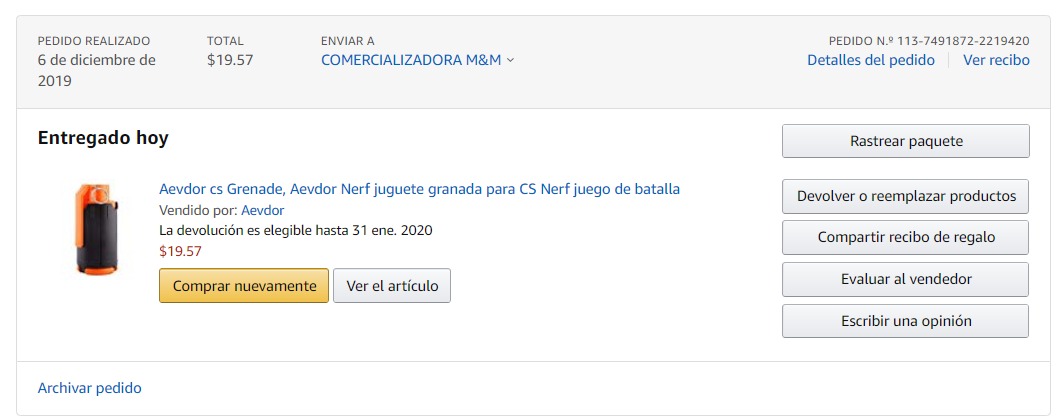 PEDIDO REALIZADO
6 de diciembre de
2019
TOTAL
$19.57
ENVIAR A
COMERCIALIZADORA M&M
PEDIDO N.º 113-7491872-2219420
Detalles del pedido
Ver recibo
Entregado hoy
Aevdor cs Grenade, Aevdor Nerf juguete granada para CS Nerf juego de batalla
Vendido por: Aevdor
La devolución es elegible hasta 31 ene. 2020
$19.57
Comprar nuevamente
Ver el artículo
Rastrear paquete
Devolver o reemplazar productos
Compartir recibo de regalo
Evaluar al vendedor
Escribir una opinión
Archivar pedido